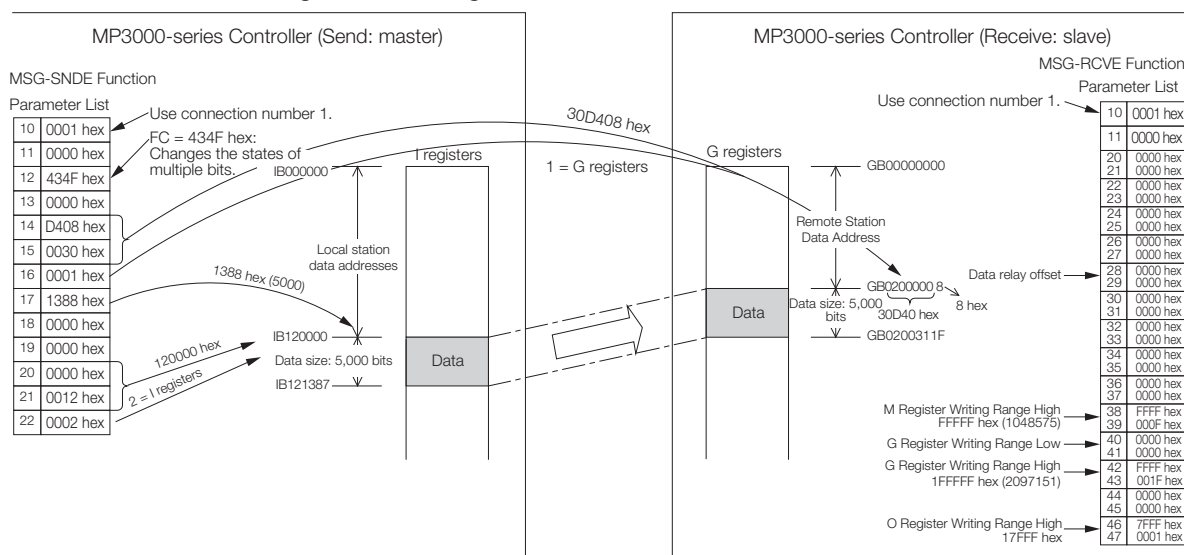 MP3000-series Controller (Send: master)
MSG-SNDE Function
Parameter List
10 0001 hex
11 0000 hex
12 434F hex
13 0000 hex
14 D408 hex
15 0030 hex
16 0001 hex
17 1388 hex
18 0000 hex
19 0000 hex
20 0000 hex
21 0012 hex
22 0002 hex
Use connection number 1.
FC = 434F hex:
Changes the states of
multiple bits.
IB000000
I registers
Local station
data addresses
1388 hex (5000)
120000 hex
2 = I registers
IB120000
Data size: 5,000 bits
IB121387
Data
30D408 hex
1 = G registers
MP3000-series Controller (Receive: slave)
MSG-RCVE Function
Parameter List
Use connection number 1.
G registers
GB00000000
Remote Station
Data Address
GB02000008
30D40 hex
8 hex
Data size: 5,000
bits
GB0200311F
Data
Data relay offset
M Register Writing Range High
FFFFF hex (1048575)
G Register Writing Range Low
G Register Writing Range High
1FFFFF hex (2097151)
O Register Writing Range High
17FFF hex
10 0001 hex
11 0000 hex
20 0000 hex
21 0000 hex
22 0000 hex
23 0000 hex
24 0000 hex
25 0000 hex
26 0000 hex
27 0000 hex
28 0000 hex
29 0000 hex
30 0000 hex
31 0000 hex
32 0000 hex
33 0000 hex
34 0000 hex
35 0000 hex
36 0000 hex
37 0000 hex
38 FFFF hex
39 000F hex
40 0000 hex
41 0000 hex
42 FFFF hex
43 001F hex
44 0000 hex
45 0000 hex
46 7FFF hex
47 0001 hex